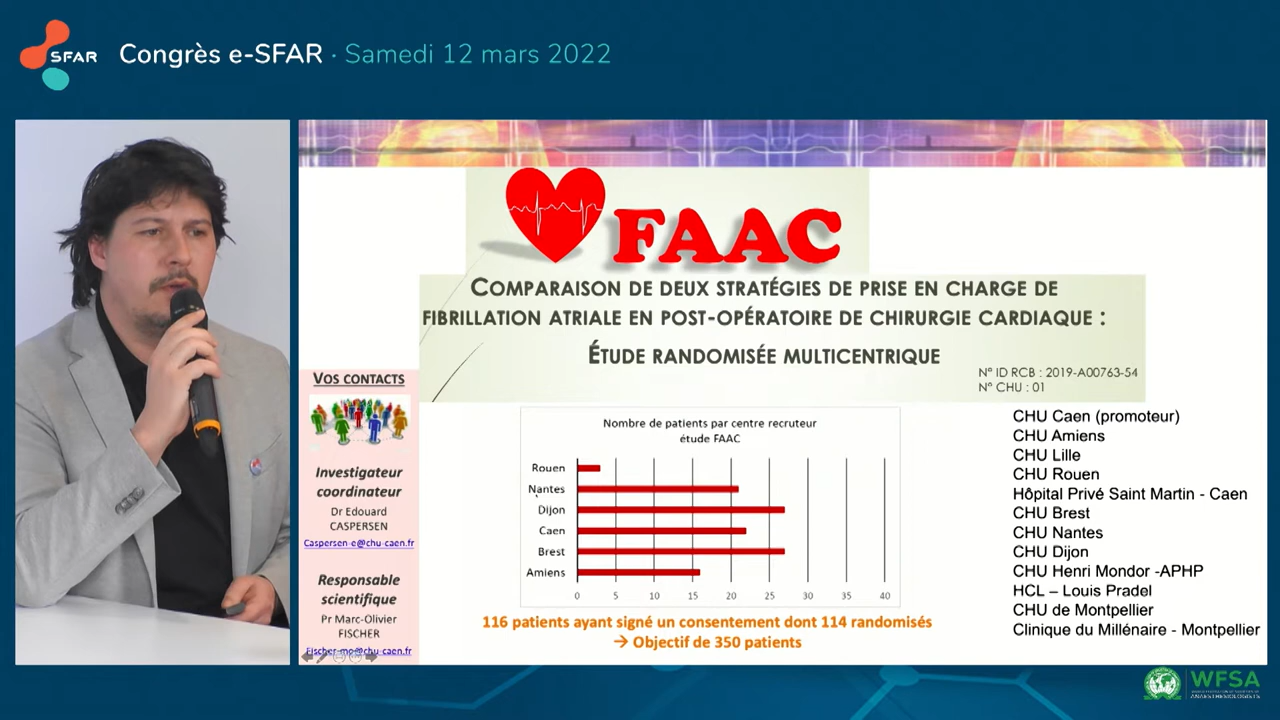 SFAR
Congrès e-SFAR · Samedi 12 mars 2022
FAAC
COMPARAISON DE DEUX STRATÉGIES DE PRISE EN CHARGE DE
FIBRILLATION ATRIALE EN POST-OPÉRATOIRE DE CHIRURGIE CARDIAQUE :
ÉTUDE RANDOMISÉE MULTICENTRIQUE
N° ID RCB : 2019-A00763-54
N° CHU : 01
VOS CONTACTS
Investigateur
coordinateur
Dr Edouard
CASPERSEN
Caspersen-e@chu-caen.fr
Responsable
scientifique
Pr Marc-Olivier
FISCHER
Fischer-mo@chu-caen.fr
Nombre de patients par centre recruteur
étude FAAC
Rouen
Nantes
Dijon
Caen
Brest
Amiens
0 5 10 15 20 25 30 35 40
116 patients ayant signé un consentement dont 114 randomisés
→ Objectif de 350 patients
CHU Caen (promoteur)
CHU Amiens
CHU Lille
CHU Rouen
Hôpital Privé Saint Martin - Caen
CHU Brest
CHU Nantes
CHU Dijon
CHU Henri Mondor -APHP
HCL – Louis Pradel
CHU de Montpellier
Clinique du Millénaire - Montpellier
WFSA